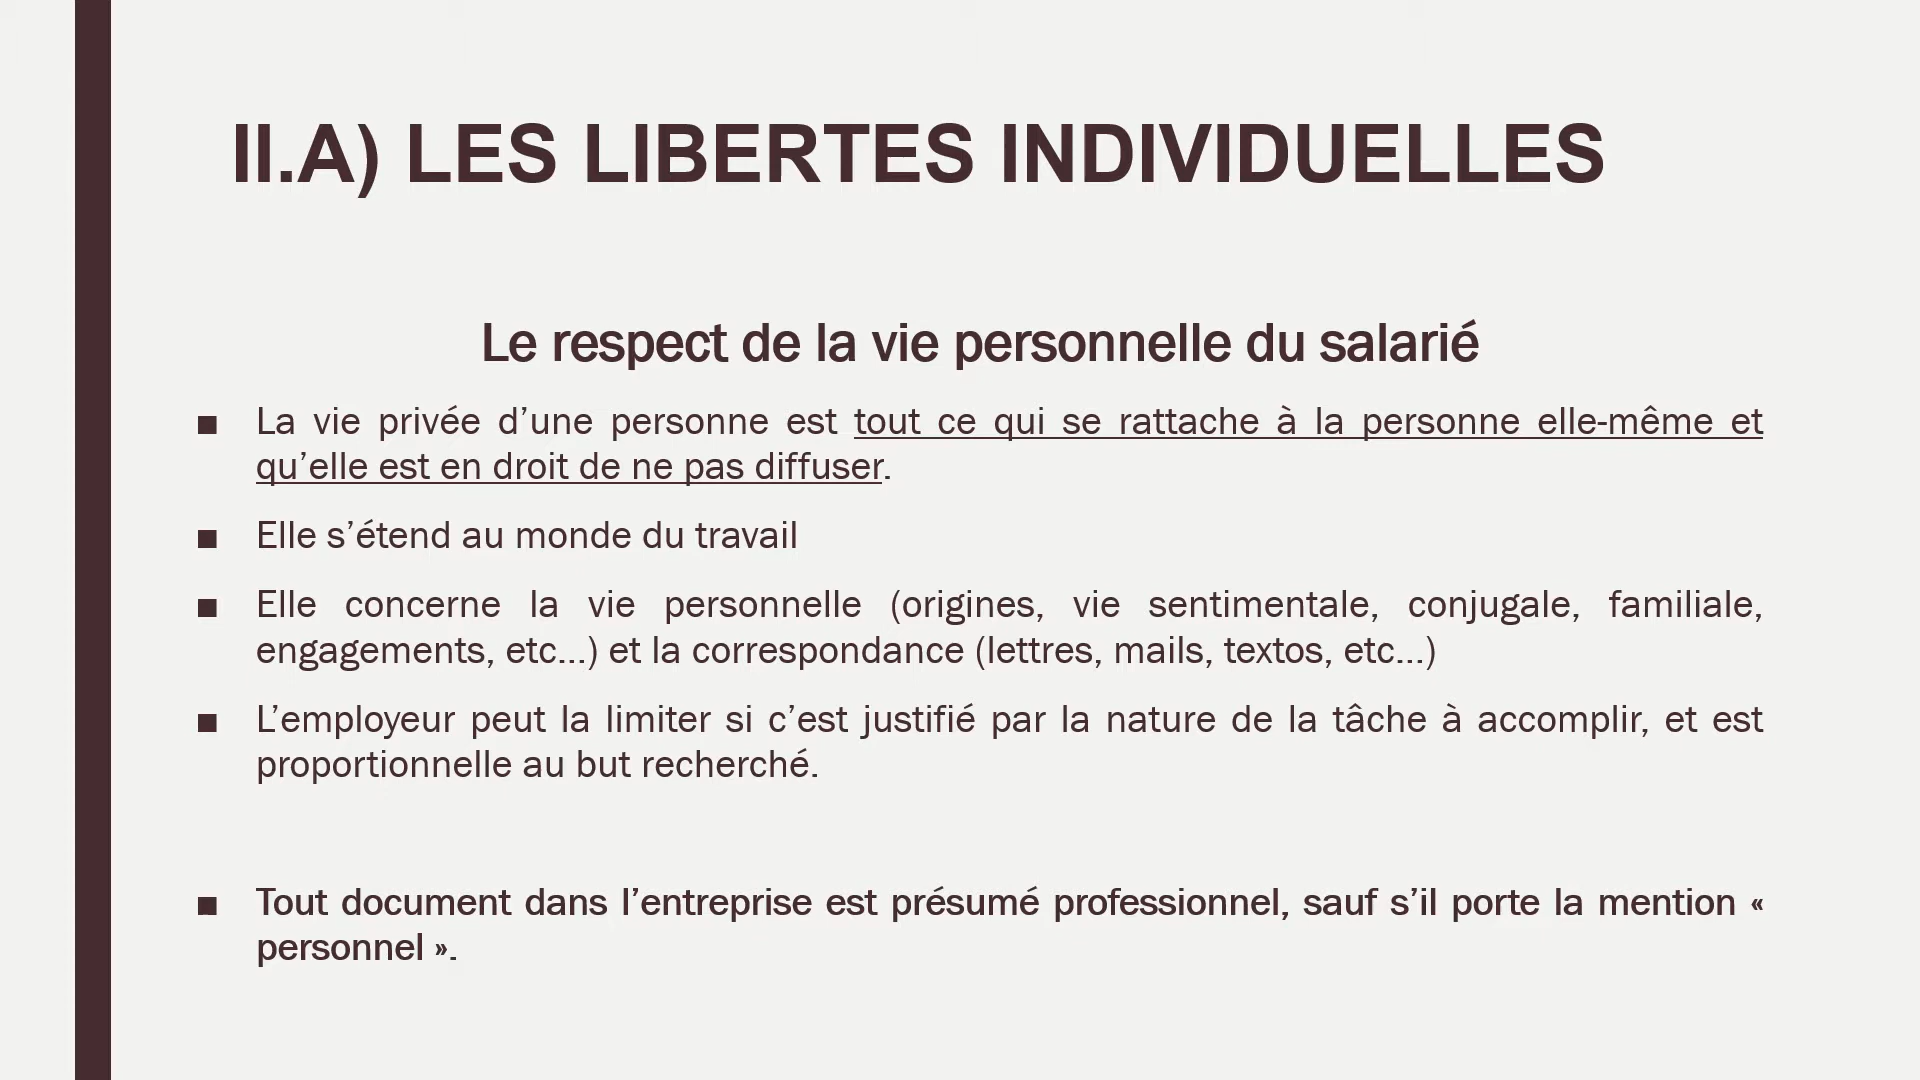 II.A) LES LIBERTES INDIVIDUELLES
Le respect de la vie personnelle du salarié
■ La vie privée d’une personne est tout ce qui se rattache à la personne elle-même et
qu’elle est en droit de ne pas diffuser.
■ Elle s’étend au monde du travail
■ Elle concerne la vie personnelle (origines, vie sentimentale, conjugale, familiale,
engagements, etc…) et la correspondance (lettres, mails, textos, etc…)
■ L’employeur peut la limiter si c’est justifié par la nature de la tâche à accomplir, et est
proportionnelle au but recherché.
■ Tout document dans l’entreprise est présumé professionnel, sauf s’il porte la mention «
personnel ».